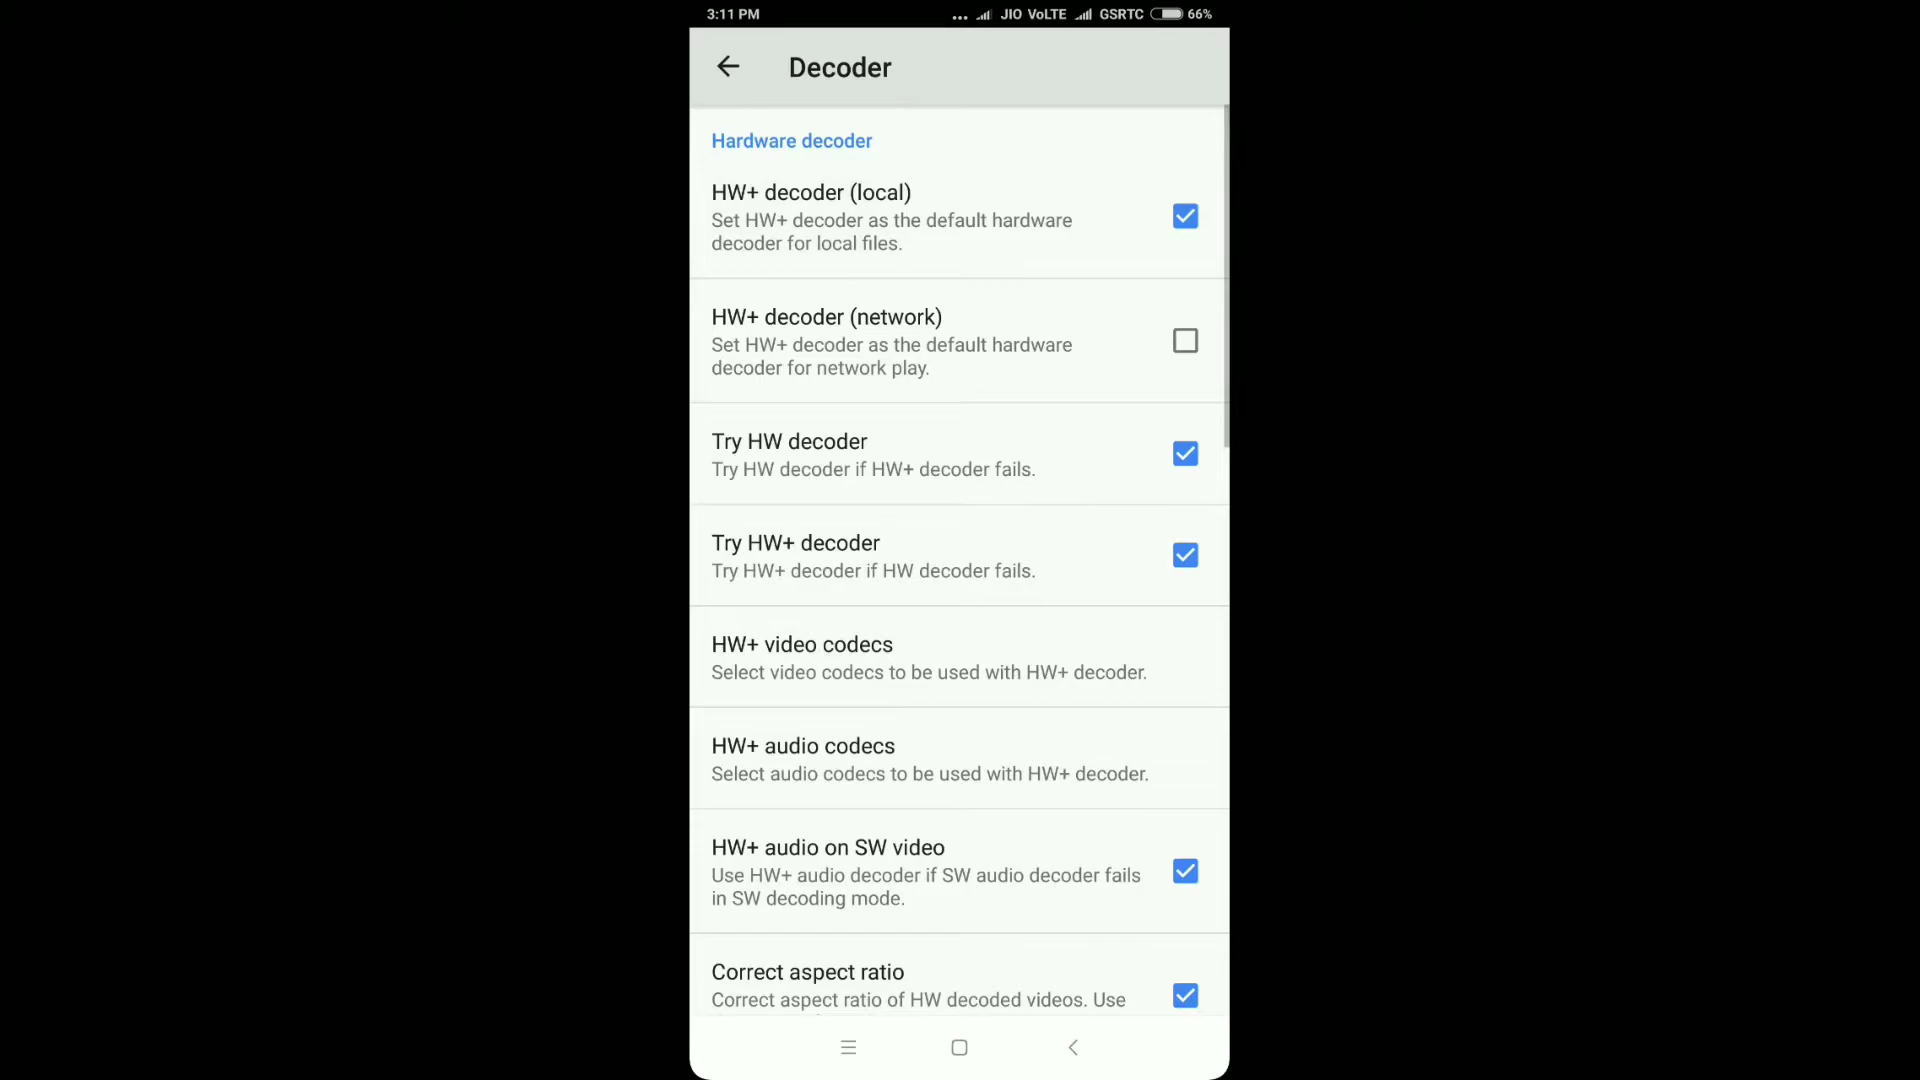 3:11 PM
... JIO VoLTE GSRTC 66%
Decoder
Hardware decoder
HW+ decoder (local)
Set HW+ decoder as the default hardware
decoder for local files.
HW+ decoder (network)
Set HW+ decoder as the default hardware
decoder for network play.
Try HW decoder
Try HW decoder if HW+ decoder fails.
Try HW+ decoder
Try HW+ decoder if HW decoder fails.
HW+ video codecs
Select video codecs to be used with HW+ decoder.
HW+ audio codecs
Select audio codecs to be used with HW+ decoder.
HW+ audio on SW video
Use HW+ audio decoder if SW audio decoder fails
in SW decoding mode.
Correct aspect ratio
Correct aspect ratio of HW decoded videos. Use